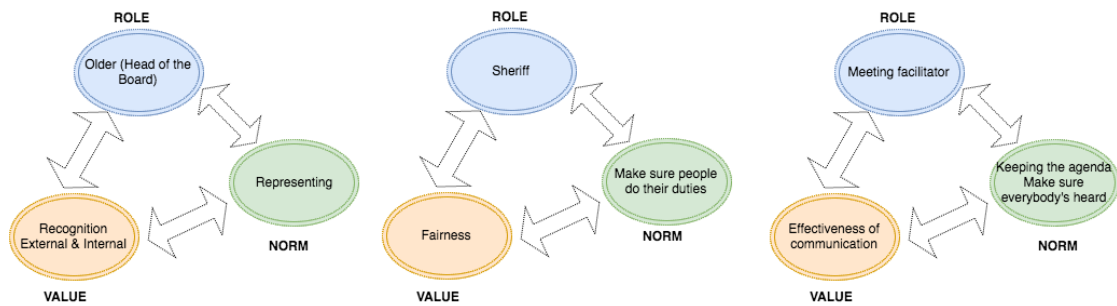 ROLE
Older (Head of the
Board)
Representing
Recognition
External & Internal
NORM
VALUE
ROLE
Sheriff
Make sure people
do their duties
Fairness
NORM
VALUE
ROLE
Meeting facilitator
Keeping the agenda
Make sure
everybody's heard
Effectiveness of
communication
NORM
VALUE